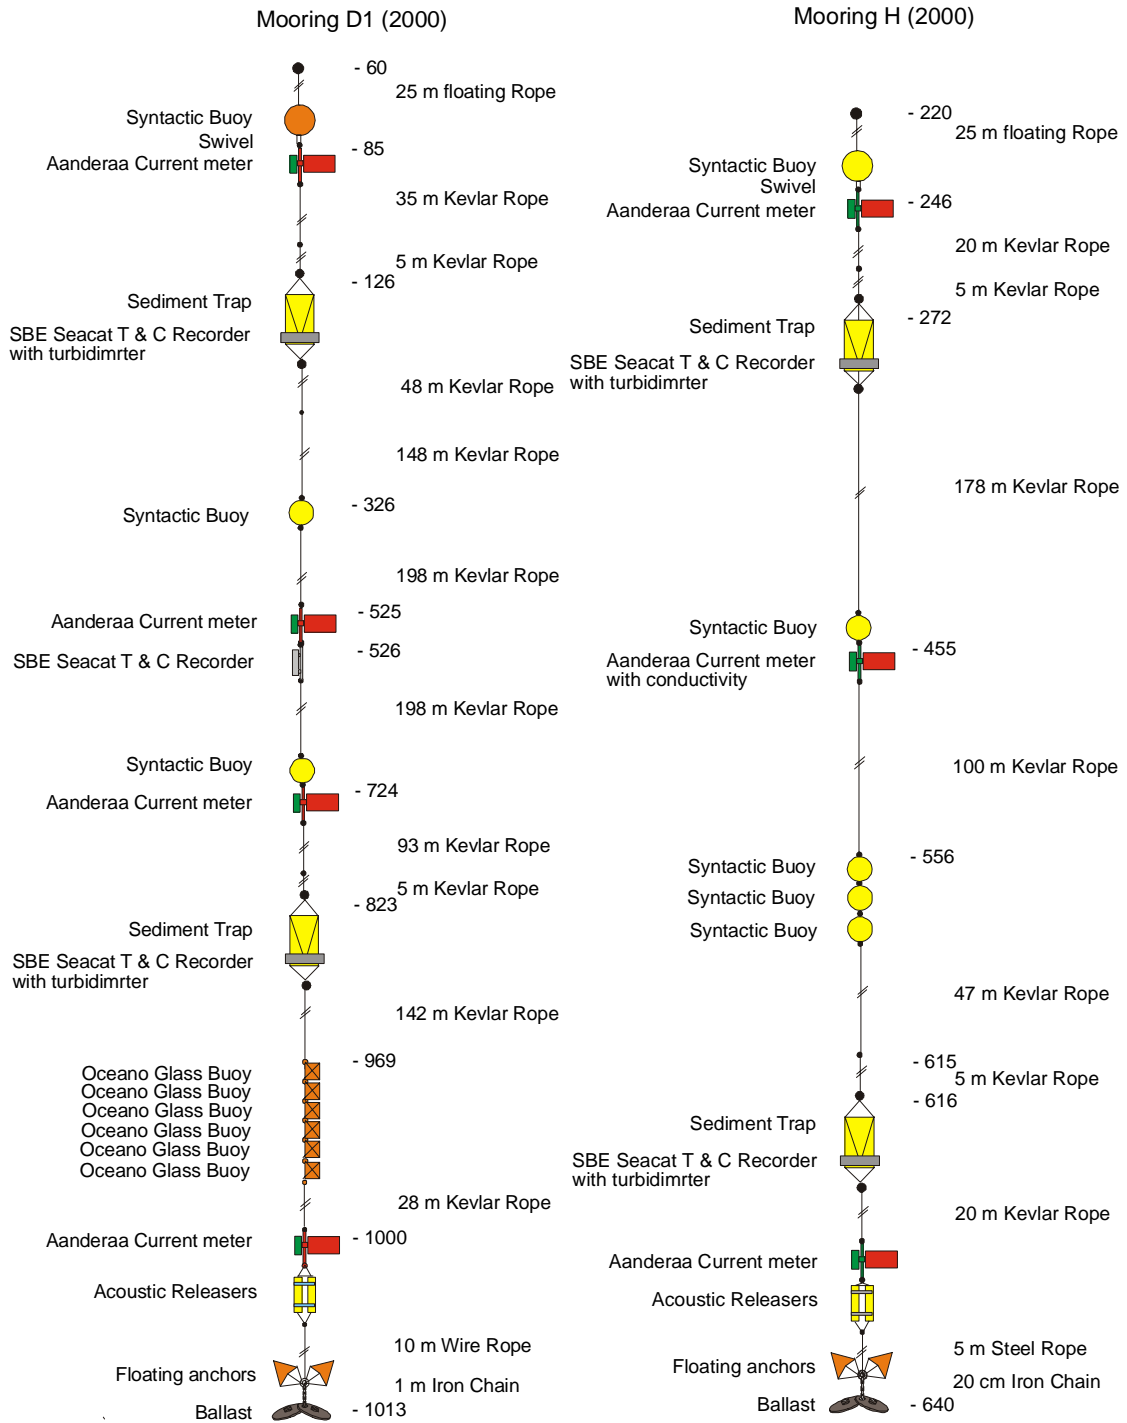 Mooring D1 (2000)
- 60
25 m floating Rope
Syntactic Buoy
Swivel
- 85
Aanderaa Current meter
35 m Kevlar Rope
5 m Kevlar Rope
- 126
Sediment Trap
SBE Seacat T & C Recorder
with turbidimrter
48 m Kevlar Rope
148 m Kevlar Rope
- 326
Syntactic Buoy
198 m Kevlar Rope
- 525
Aanderaa Current meter
- 526
SBE Seacat T & C Recorder
198 m Kevlar Rope
Syntactic Buoy
- 724
Aanderaa Current meter
93 m Kevlar Rope
5 m Kevlar Rope
- 823
Sediment Trap
SBE Seacat T & C Recorder
with turbidimrter
142 m Kevlar Rope
- 969
Oceano Glass Buoy
Oceano Glass Buoy
Oceano Glass Buoy
Oceano Glass Buoy
Oceano Glass Buoy
Oceano Glass Buoy
28 m Kevlar Rope
Aanderaa Current meter
- 1000
Acoustic Releasers
10 m Wire Rope
Floating anchors
1 m Iron Chain
Ballast
- 1013
Mooring H (2000)
- 220
25 m floating Rope
Syntactic Buoy
Swivel
- 246
Aanderaa Current meter
20 m Kevlar Rope
5 m Kevlar Rope
- 272
Sediment Trap
SBE Seacat T & C Recorder
with turbidimrter
178 m Kevlar Rope
Syntactic Buoy
- 455
Aanderaa Current meter
with conductivity
100 m Kevlar Rope
- 556
Syntactic Buoy
Syntactic Buoy
Syntactic Buoy
47 m Kevlar Rope
- 615
5 m Kevlar Rope
- 616
Sediment Trap
SBE Seacat T & C Recorder
with turbidimrter
20 m Kevlar Rope
Aanderaa Current meter
Acoustic Releasers
5 m Steel Rope
Floating anchors
20 cm Iron Chain
Ballast
- 640